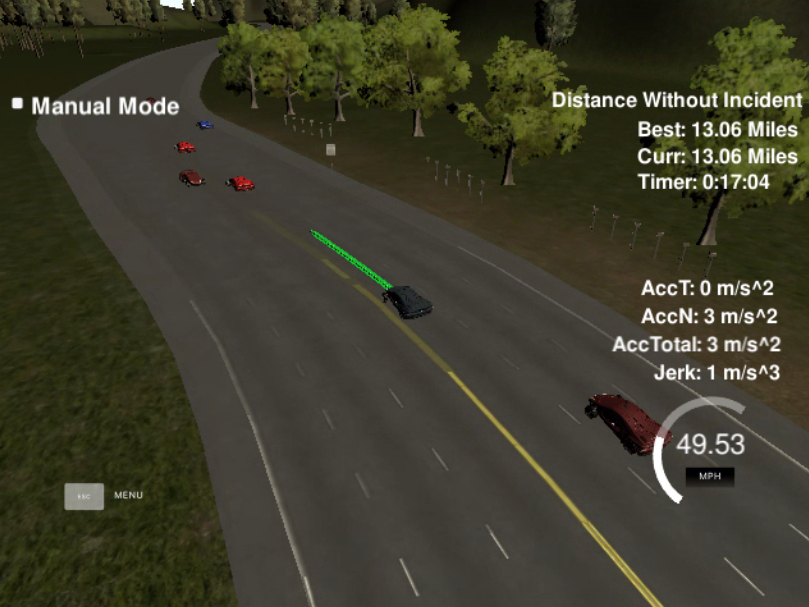 Manual Mode
Distance Without Incident
Best: 13.06 Miles
Curr: 13.06 Miles
Timer: 0:17:04
AccT: 0 m/s^2
AccN: 3 m/s^2
AccTotal: 3 m/s^2
Jerk: 1 m/s^3
49.53
MPH
ESC MENU